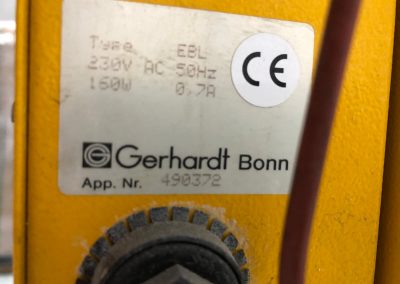 Type EBL
230V AC 50Hz
160W 0,7A
CE
Gerhardt Bonn
App. Nr. 490372